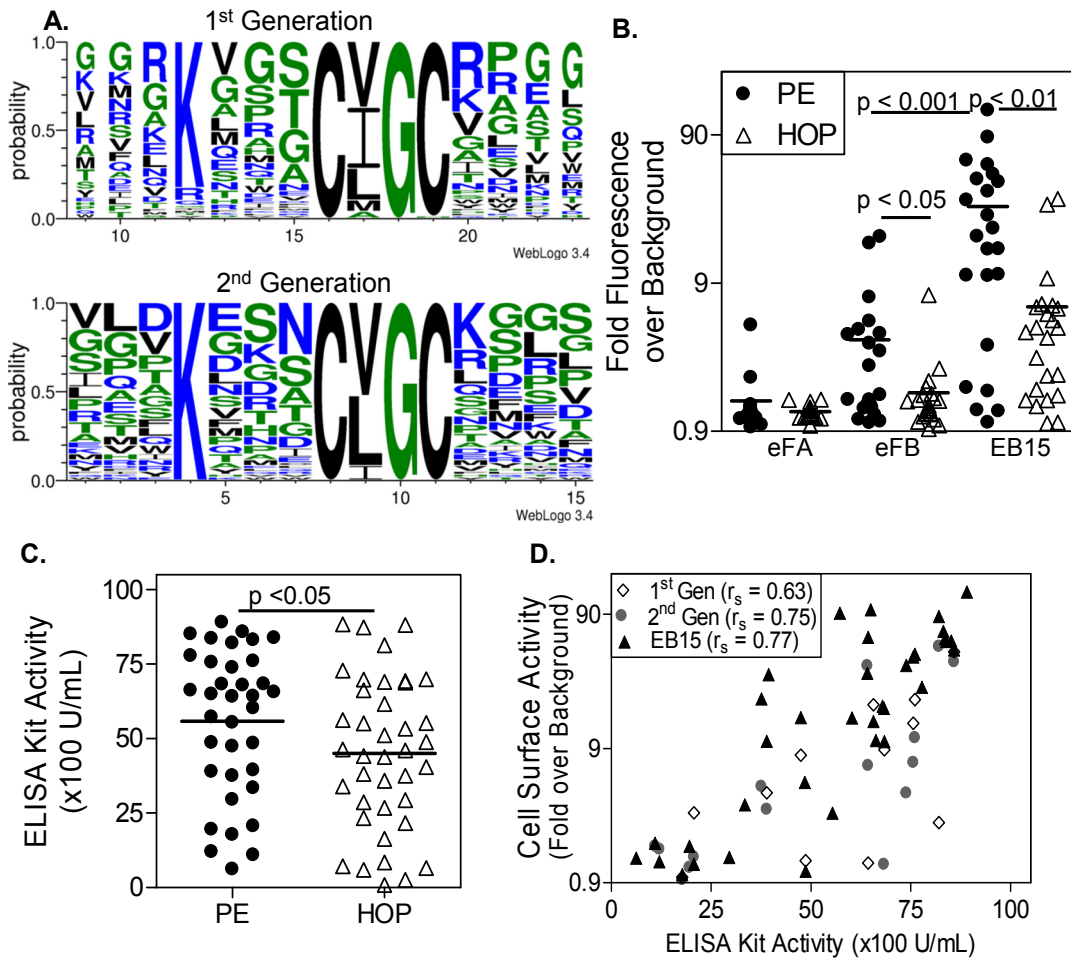 A.
1st Generation
probability
1.0
0.5
0.0
10
15
20
WebLogo 3.4
2nd Generation
probability
1.0
0.5
0.0
5
10
15
WebLogo 3.4
B.
PE
HOP
p < 0.001
p < 0.01
p < 0.05
Fold Fluorescence
over Background
90
9
0.9
eFA
eFB
EB15
C.
p <0.05
ELISA Kit Activity
(x100 U/mL)
100
75
50
25
0
PE
HOP
D.
1st Gen (rs = 0.63)
2nd Gen (rs = 0.75)
EB15 (rs = 0.77)
Cell Surface Activity
(Fold over Background)
90
9
0.9
0
25
50
75
100
ELISA Kit Activity (x100 U/mL)